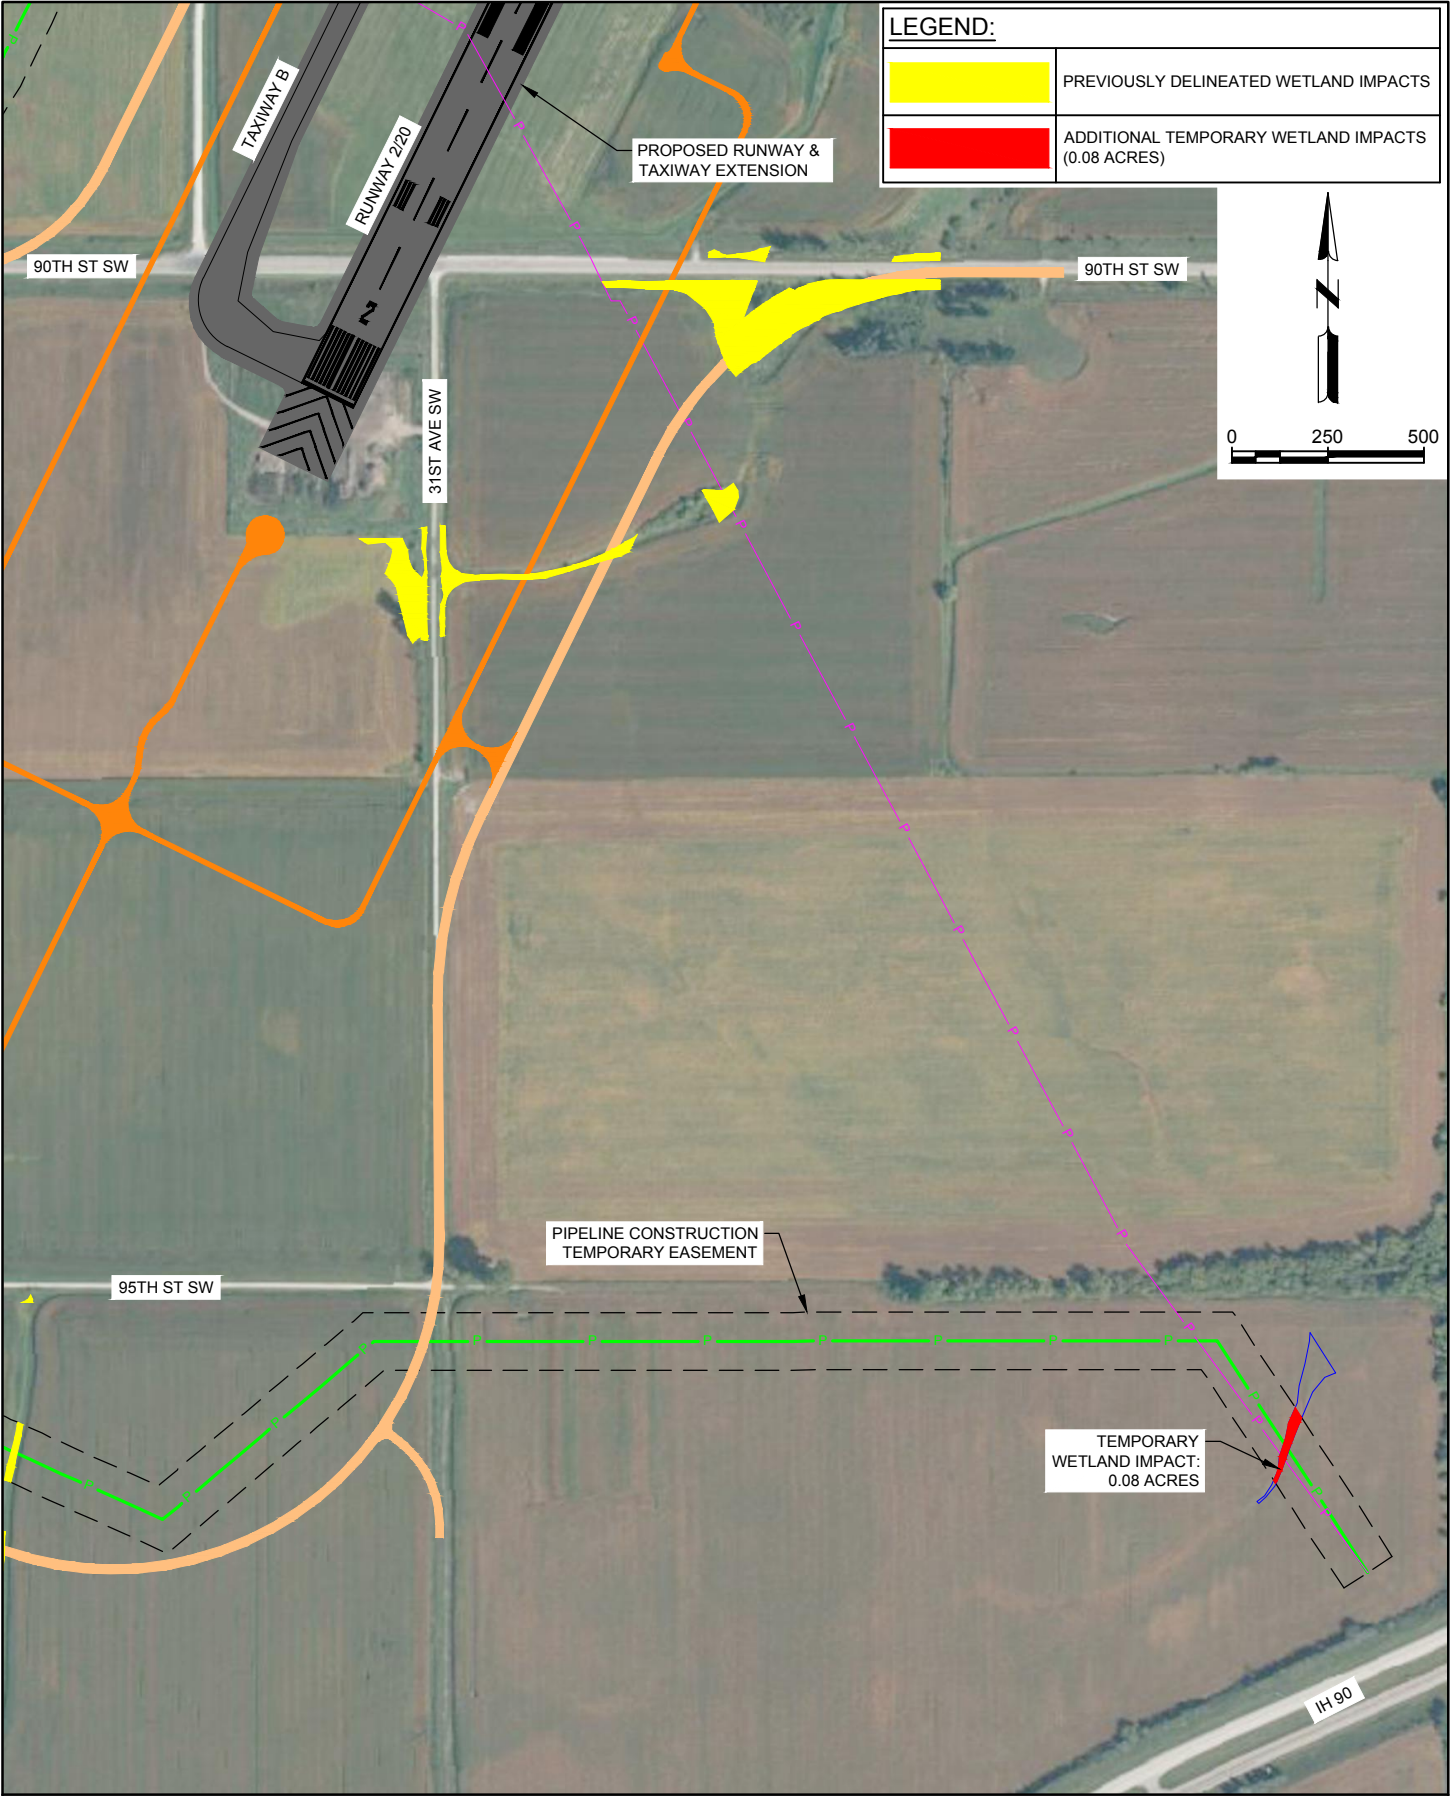 LEGEND:
PREVIOUSLY DELINEATED WETLAND IMPACTS
ADDITIONAL TEMPORARY WETLAND IMPACTS
(0.08 ACRES)
TAXIWAY B
RUNWAY 2/20
PROPOSED RUNWAY &
TAXIWAY EXTENSION
90TH ST SW
90TH ST SW
N
0 250 500
2
31ST AVE SW
PIPELINE CONSTRUCTION
TEMPORARY EASEMENT
95TH ST SW
TEMPORARY
WETLAND IMPACT:
0.08 ACRES
IH 90
P P P P P P P P P P P P P P P P
P P P P P P P P P P P P P